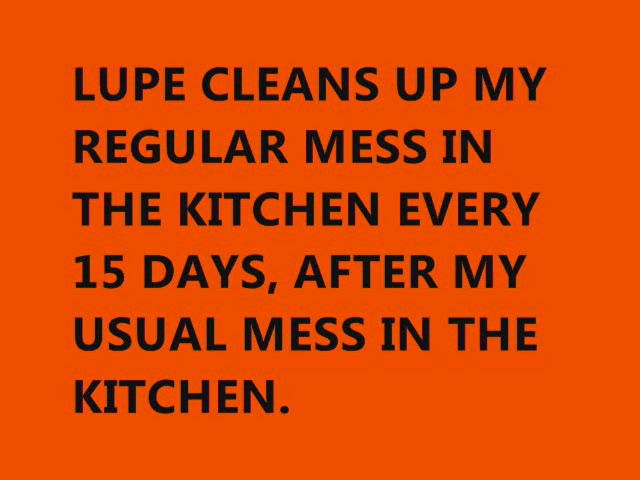 LUPE CLEANS UP MY
REGULAR MESS IN
THE KITCHEN EVERY
15 DAYS, AFTER MY
USUAL MESS IN THE
KITCHEN.